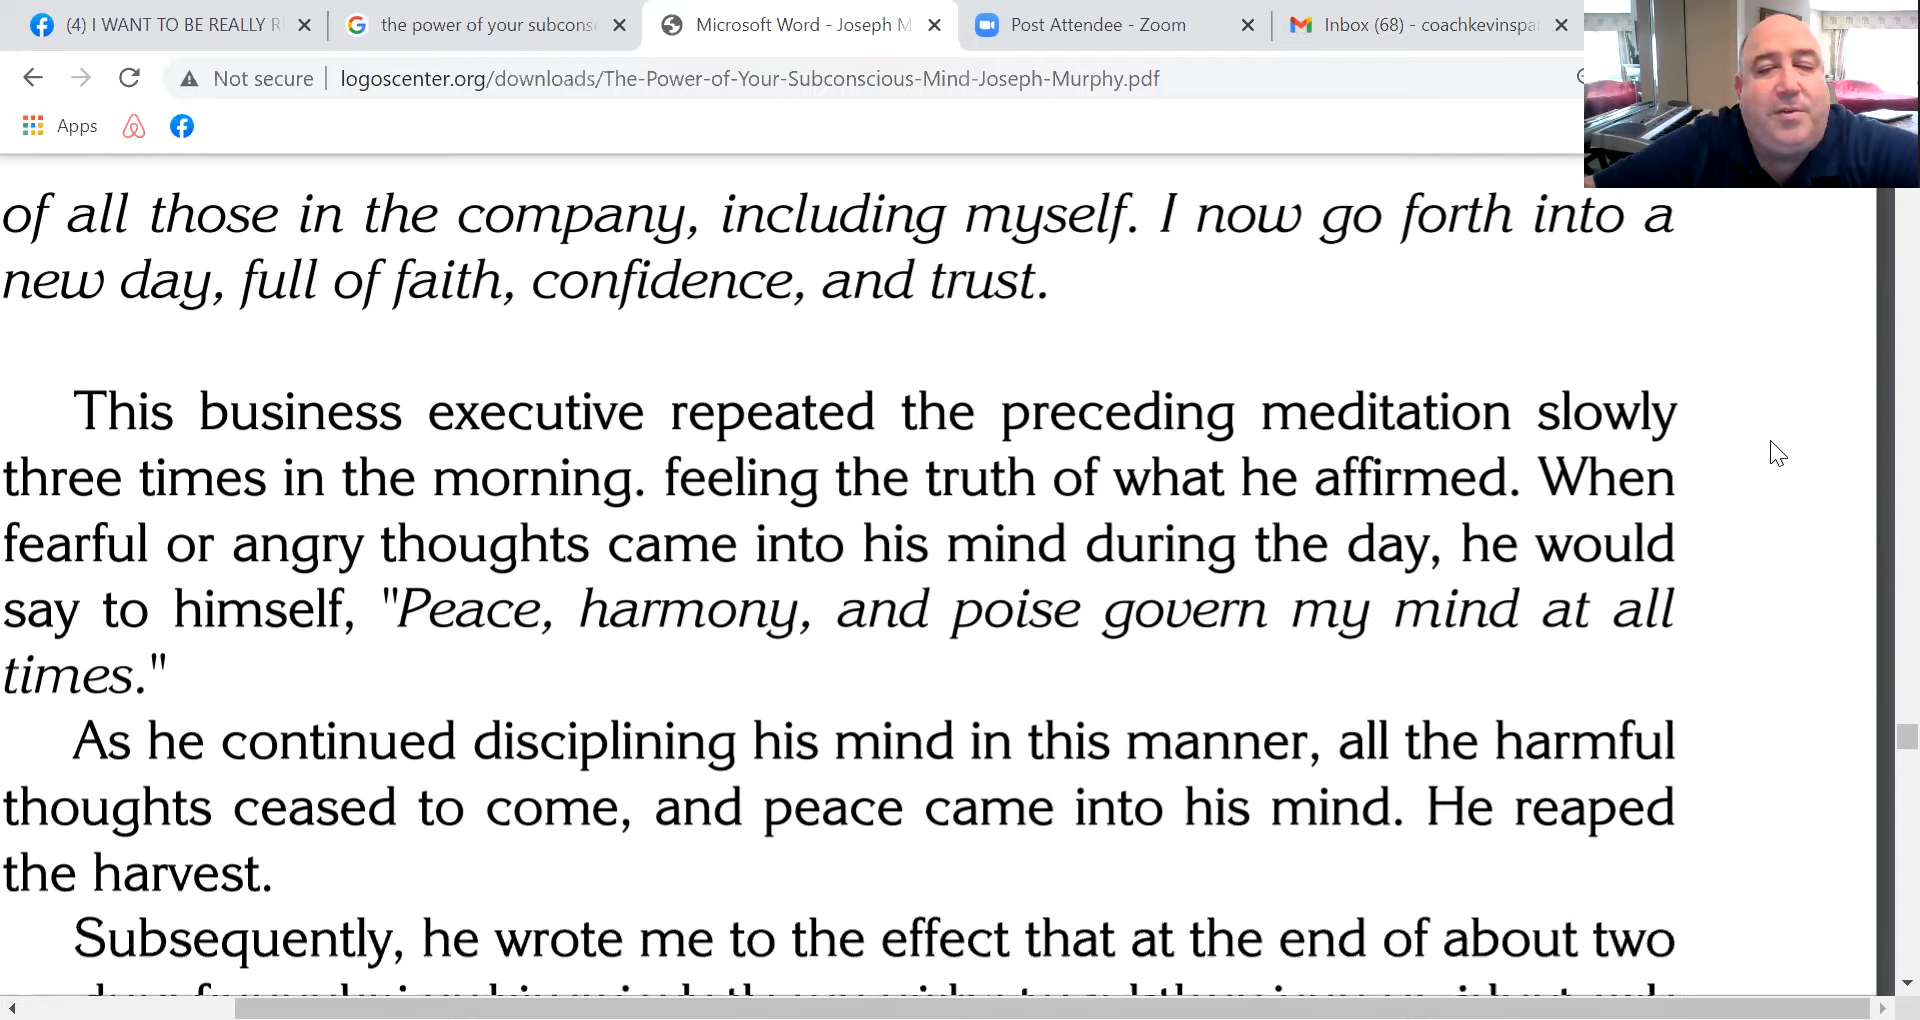 (4) I WANT TO BE REALLY R
the power of your subcons
Microsoft Word - Joseph M
Post Attendee - Zoom
Inbox (68) - coachkevinspa
Not secure
logoscenter.org/downloads/The-Power-of-Your-Subconscious-Mind-Joseph-Murphy.pdf
Apps
of all those in the company, including myself. I now go forth into a
new day, full of faith, confidence, and trust.
This business executive repeated the preceding meditation slowly
three times in the morning. feeling the truth of what he affirmed. When
fearful or angry thoughts came into his mind during the day, he would
say to himself, "Peace, harmony, and poise govern my mind at all
times."
As he continued disciplining his mind in this manner, all the harmful
thoughts ceased to come, and peace came into his mind. He reaped
the harvest.
Subsequently, he wrote me to the effect that at the end of about two